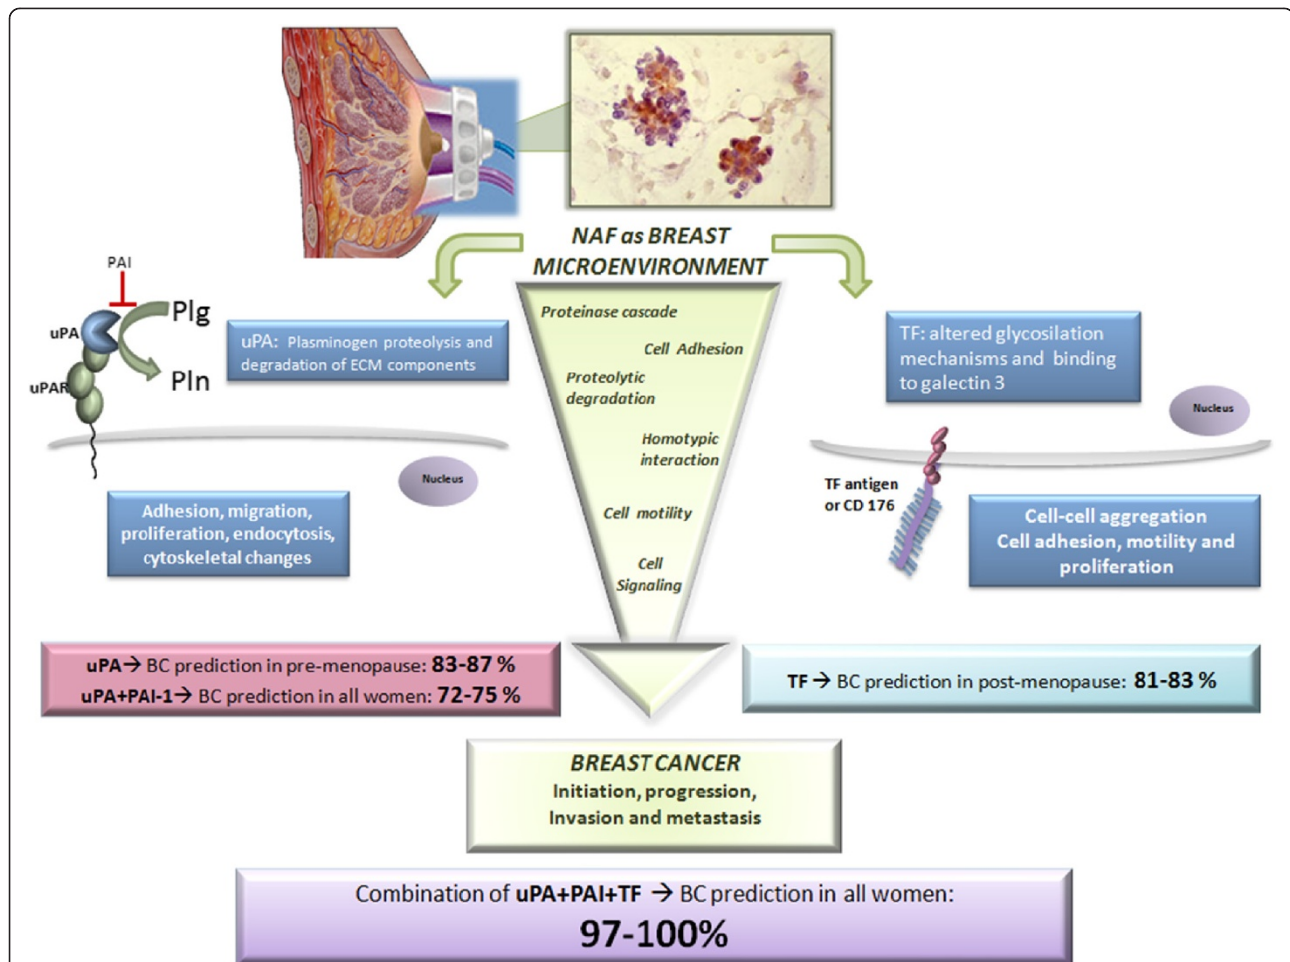 NAF as BREAST
MICROENVIRONMENT
PAI
uPA
Plg
Pln
uPAR
uPA: Plasminogen proteolysis and
degradation of ECM components
Nucleus
Adhesion, migration,
proliferation, endocytosis,
cytoskeletal changes
Proteinase cascade
Cell Adhesion
Proteolytic
degradation
Homotypic
interaction
Cell motility
Cell
Signaling
TF: altered glycosilation
mechanisms and binding
to galectin 3
Nucleus
TF antigen
or CD 176
Cell-cell aggregation
Cell adhesion, motility and
proliferation
uPA→ BC prediction in pre-menopause: 83-87 %
uPA+PAI-1→ BC prediction in all women: 72-75 %
TF → BC prediction in post-menopause: 81-83 %
BREAST CANCER
Initiation, progression,
Invasion and metastasis
Combination of uPA+PAI+TF → BC prediction in all women:
97-100%